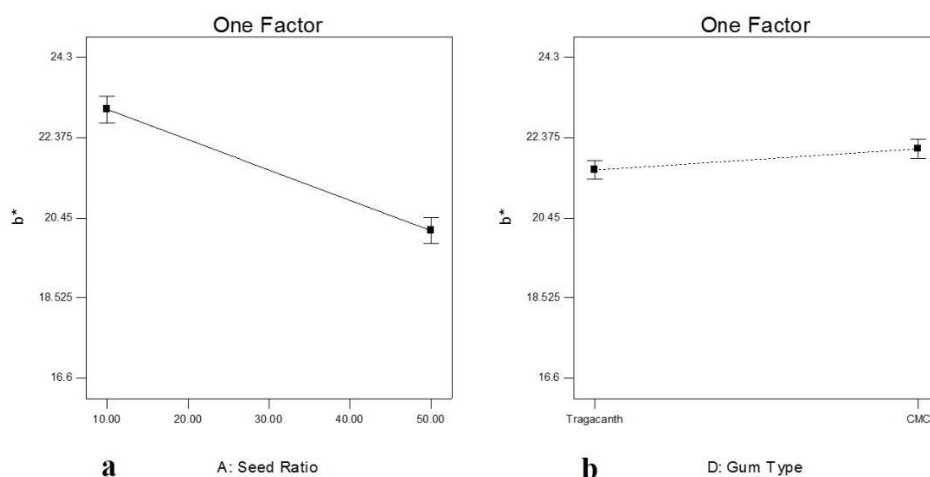 One Factor
24.3
22.375
20.45
18.525
16.6
b*
10.00 20.00 30.00 40.00 50.00
a A: Seed Ratio
One Factor
24.3
22.375
20.45
18.525
16.6
b*
Tragacanth CMC
b D: Gum Type